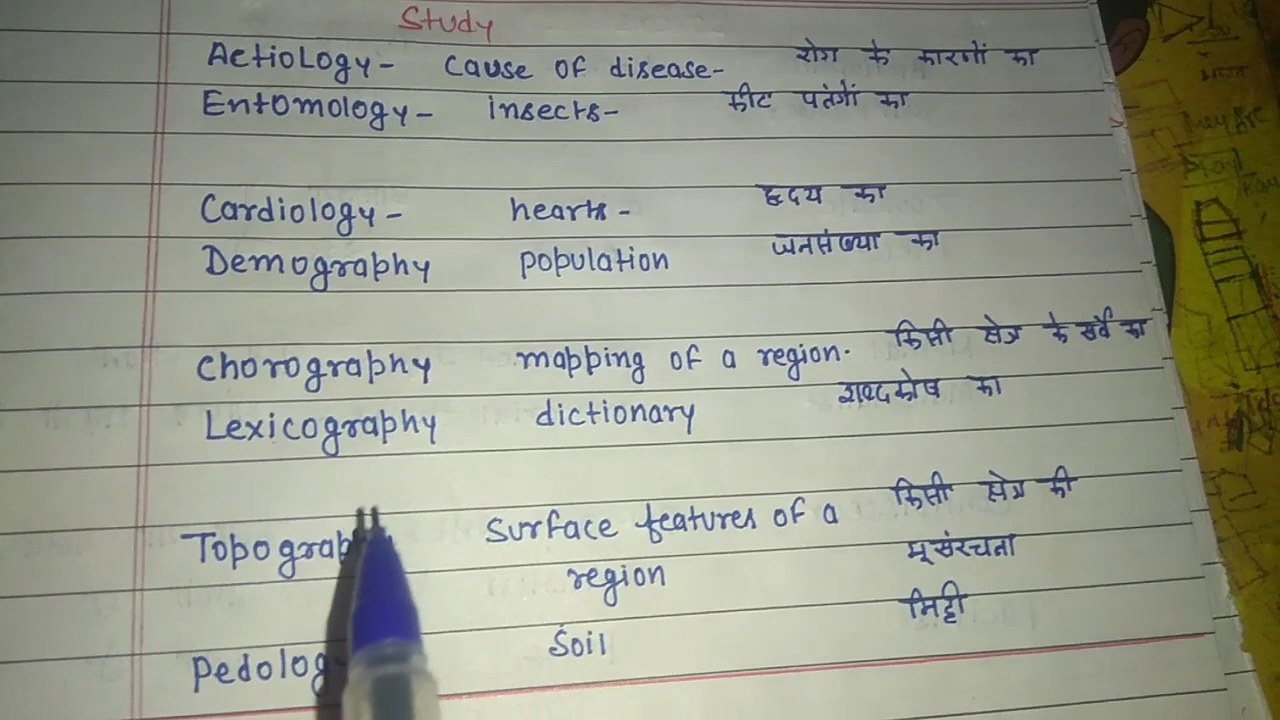 Study
Aetiology - cause of disease- रोग के कारणों का
Entomology - insects- कीट पतंगों का
Cardiology - hearts - हृदय का
Demography population जनसंख्या का
Chorography mapping of a region. किसी क्षेत्र के सर्वे का
Lexicography dictionary शब्दकोष का
Topograp surface features of a किसी क्षेत्र की
region भूसंरचना
Pedolog Soil मिट्टी